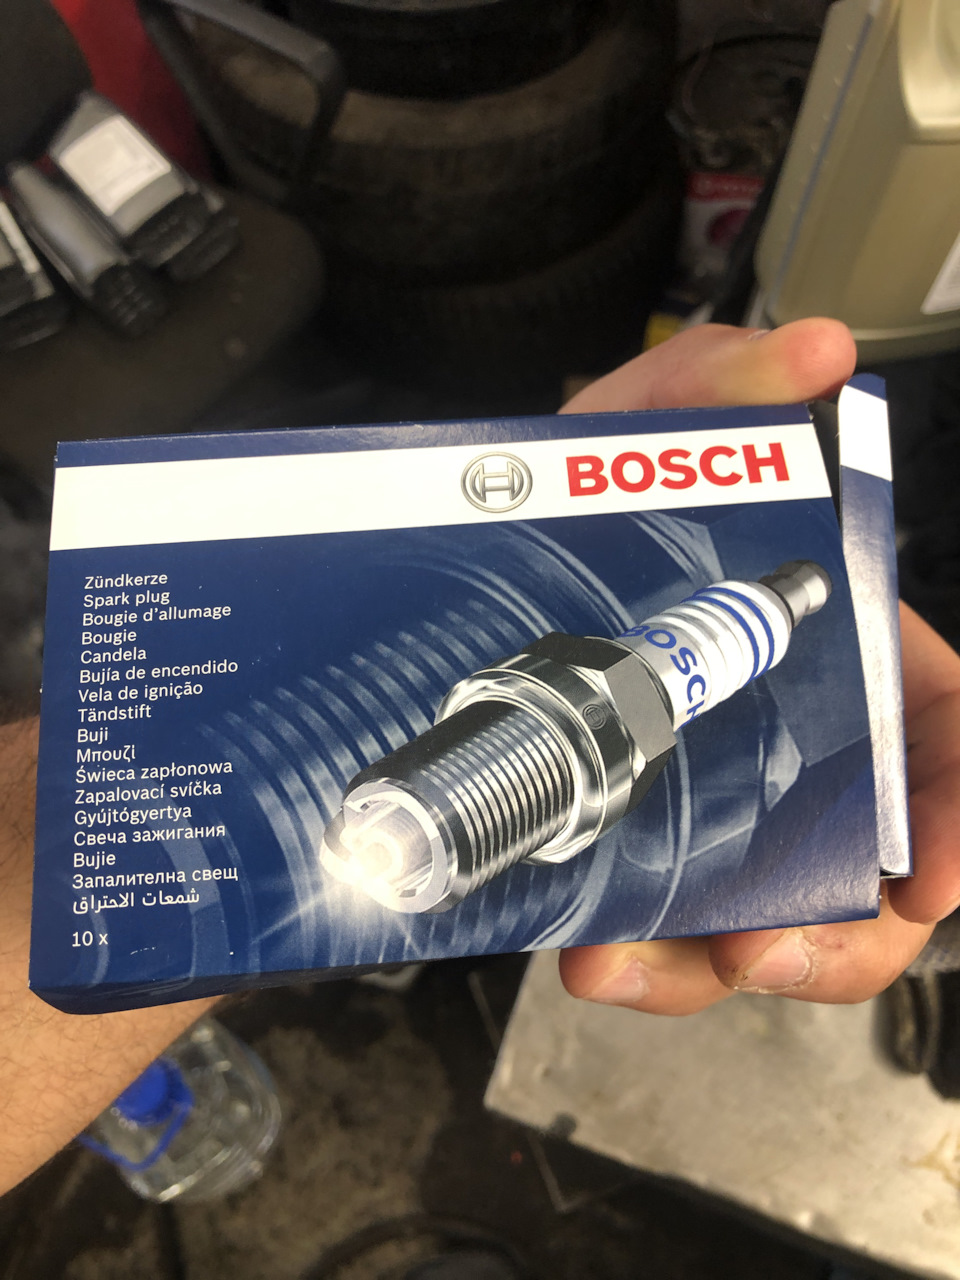 BOSCH
Zündkerze
Spark plug
Bougie d'allumage
Bougie
Candela
Bujía de encendido
Vela de ignição
Tändstift
Buji
Μπουζί
Świeca zapłonowa
Zapalovací svíčka
Gyújtógyertya
Свеча зажигания
Bujie
Запалителна свещ
شمعات الاحتراق
10 x
BOSCH